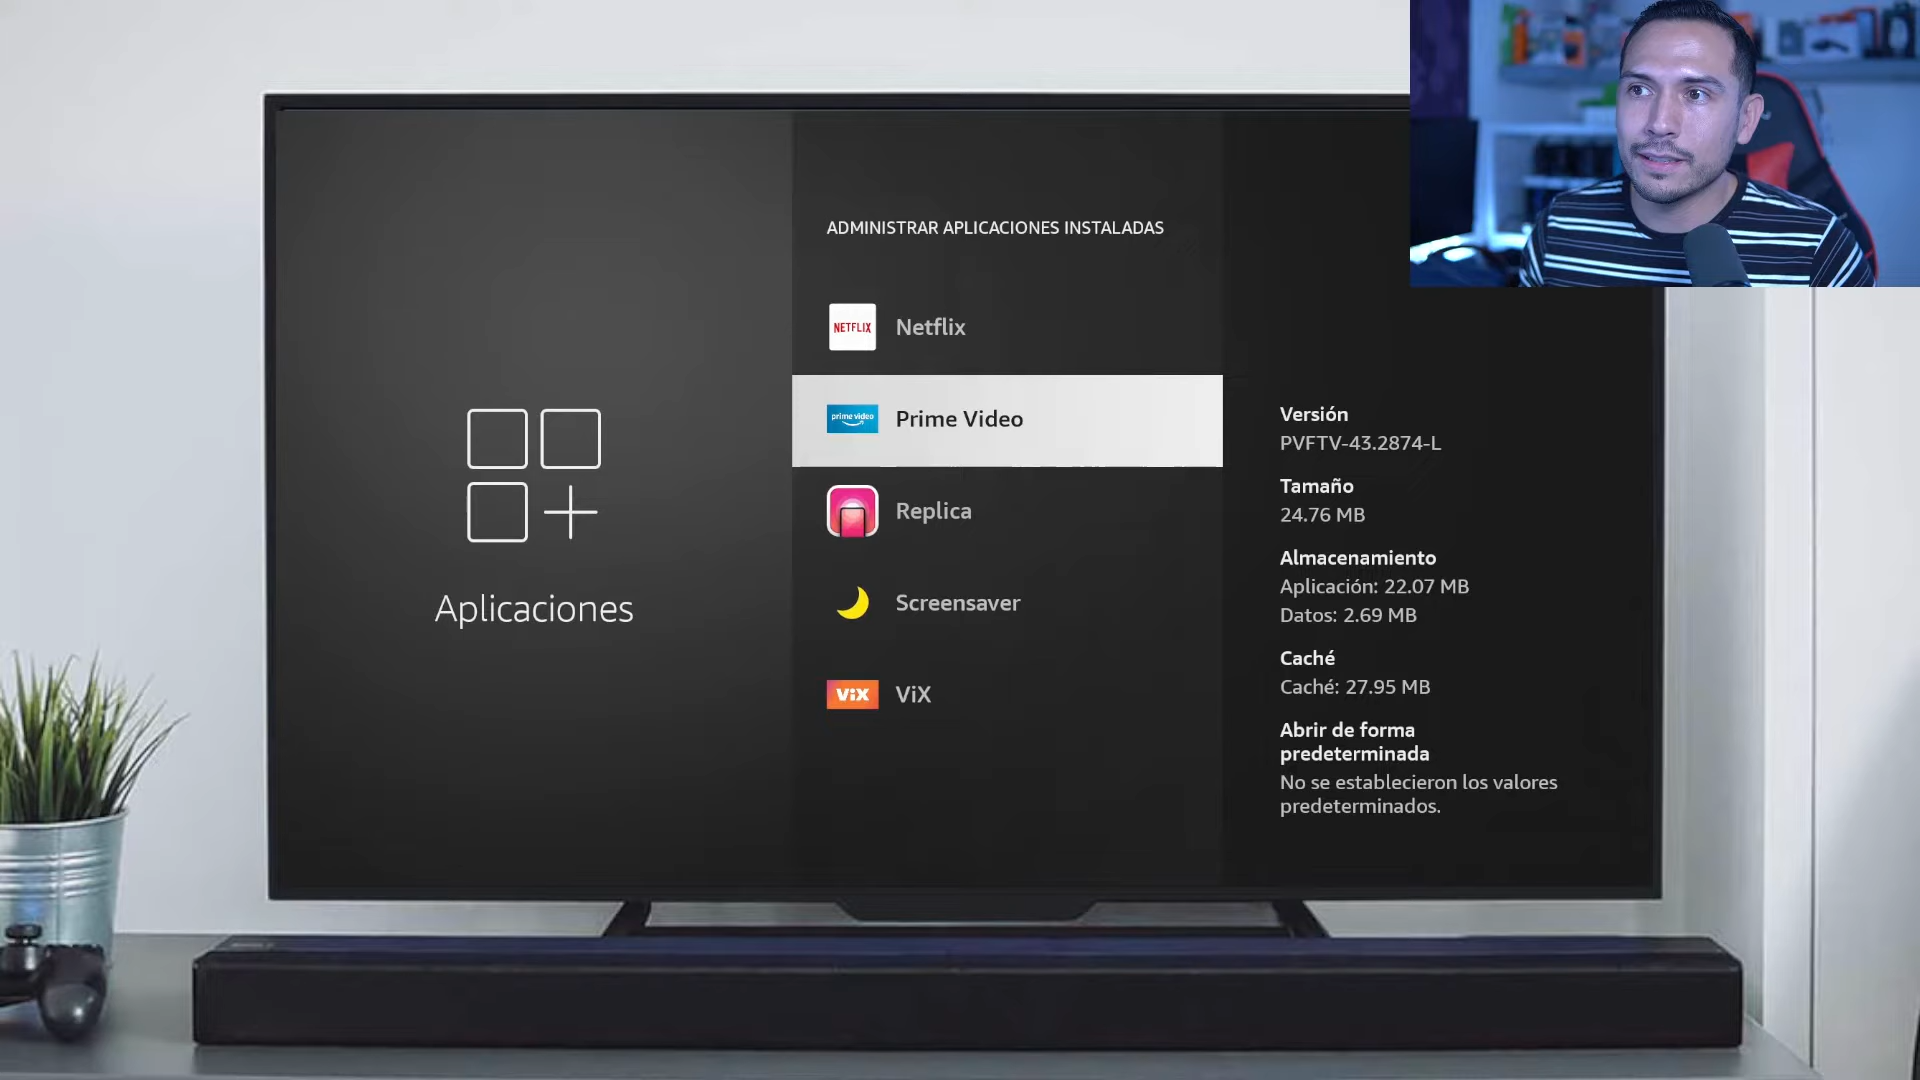 ADMINISTRAR APLICACIONES INSTALADAS
NETFLIX
Netflix
prime video
Prime Video
Replica
Screensaver
ViX
ViX
Aplicaciones
Versión
PVFTV-43.2874-L
Tamaño
24.76 MB
Almacenamiento
Aplicación: 22.07 MB
Datos: 2.69 MB
Caché
Caché: 27.95 MB
Abrir de forma
predeterminada
No se establecieron los valores
predeterminados.